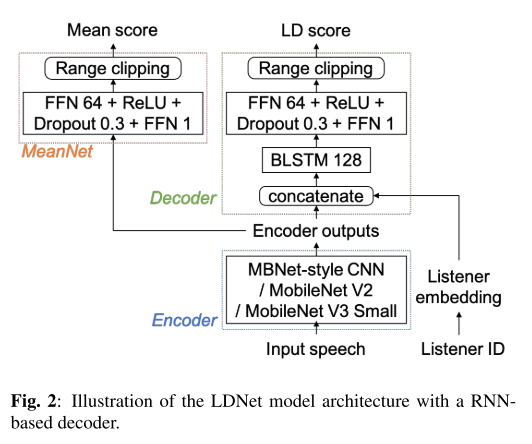 Mean score
LD score
Range clipping
Range clipping
FFN 64 + ReLU +
Dropout 0.3 + FFN 1
FFN 64 + ReLU +
Dropout 0.3 + FFN 1
MeanNet
BLSTM 128
Decoder
concatenate
Encoder outputs
MBNet-style CNN
/ MobileNet V2
/ MobileNet V3 Small
Encoder
Listener
embedding
Input speech
Listener ID
Fig. 2: Illustration of the LDNet model architecture with a RNN-
based decoder.